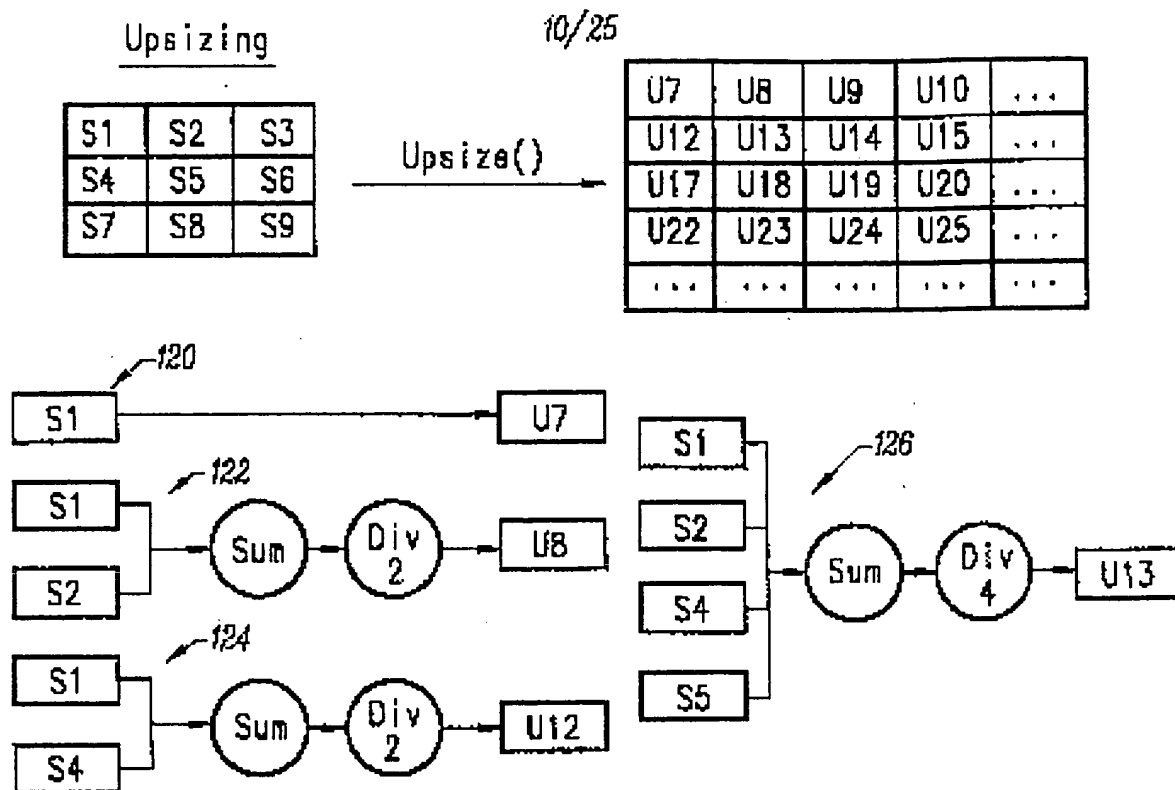 Upsizing
10/25
S1 S2 S3
S4 S5 S6
S7 S8 S9
Upsize()
U7 U8 U9 U10 ...
U12 U13 U14 U15 ...
U17 U18 U19 U20 ...
U22 U23 U24 U25 ...
... ... ... ... ...
120
S1
U7
122
S1
S2
Sum
Div 2
U8
124
S1
S4
Sum
Div 2
U12
126
S1
S2
S4
S5
Sum
Div 4
U13